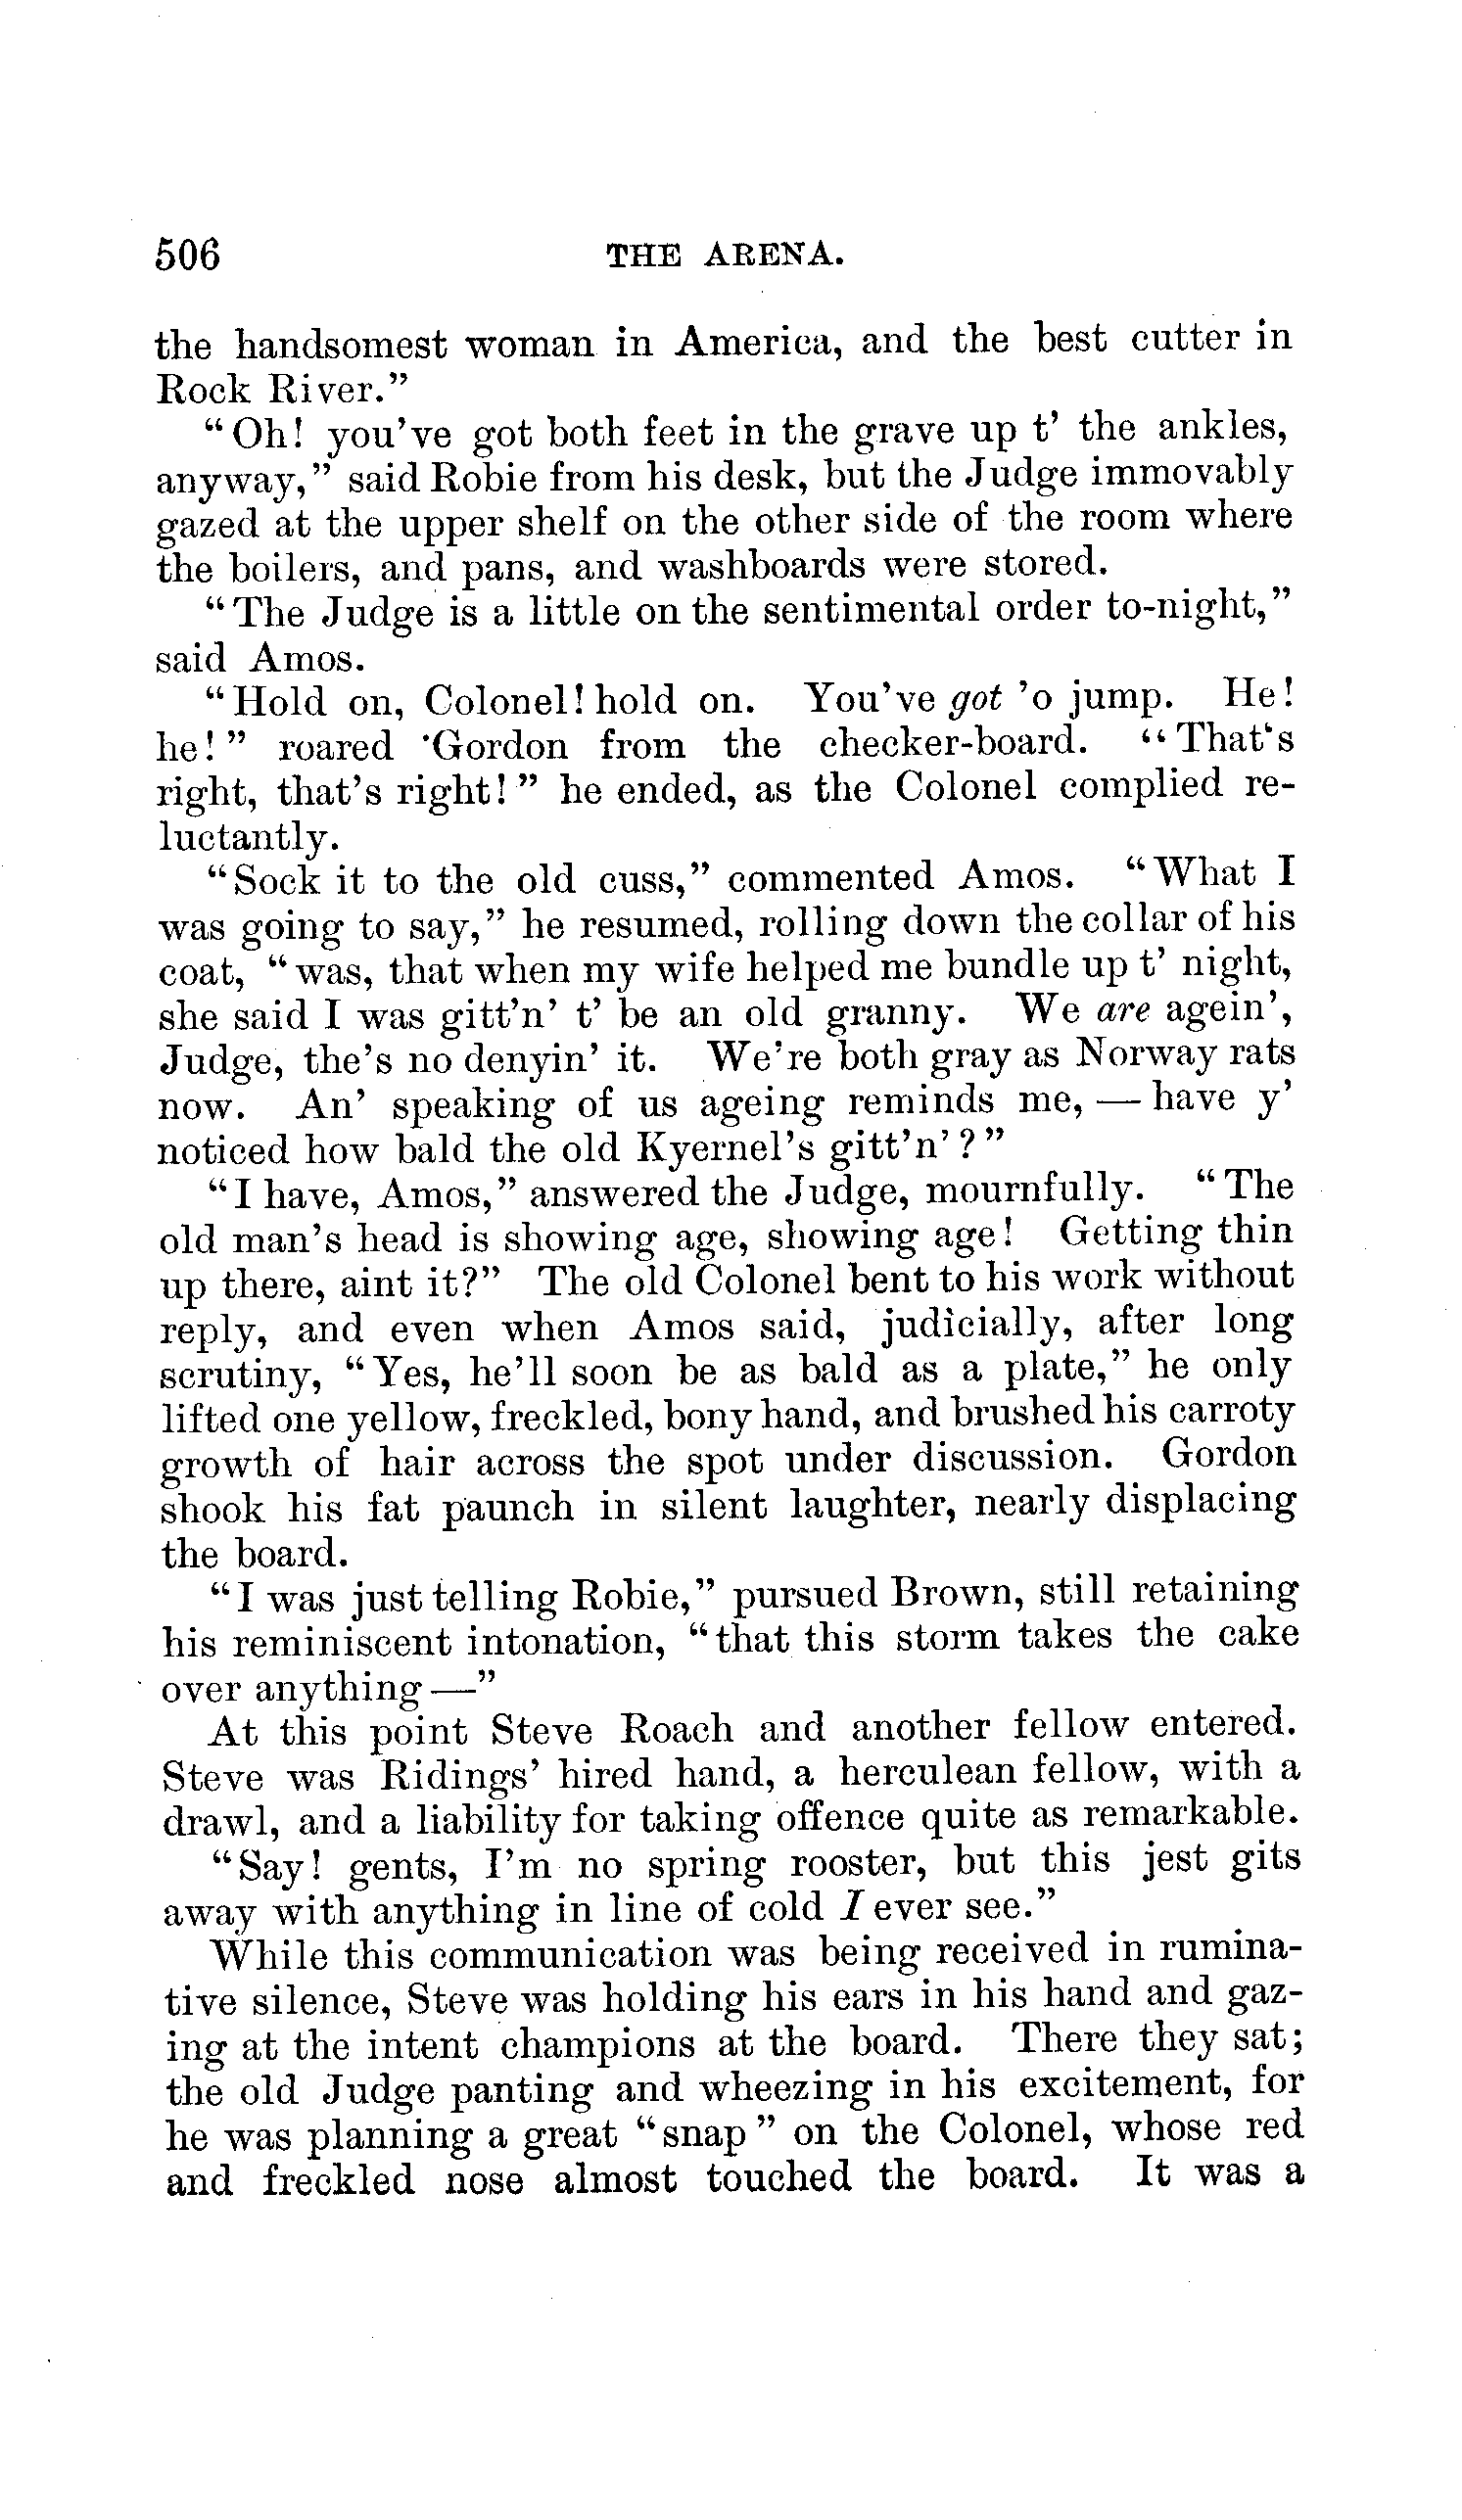 506 THE ARENA.
the handsomest woman in America, and the best cutter in
Rock River."
"Oh! you've got both feet in the grave up t' the ankles,
anyway," said Robie from his desk, but the Judge immovably
gazed at the upper shelf on the other side of the room where
the boilers, and pans, and washboards were stored.
"The Judge is a little on the sentimental order to-night,"
said Amos.
"Hold on, Colonel! hold on. You've got 'o jump. He!
he!" roared 'Gordon from the checker-board. "That's
right, that's right!" he ended, as the Colonel complied re-
luctantly.
"Sock it to the old cuss," commented Amos. "What I
was going to say," he resumed, rolling down the collar of his
coat, "was, that when my wife helped me bundle up t' night,
she said I was gitt'n' t' be an old granny. We are agein',
Judge, the's no denyin' it. We're both gray as Norway rats
now. An' speaking of us ageing reminds me, — have y'
noticed how bald the old Kyernel's gitt'n'?"
"I have, Amos," answered the Judge, mournfully. "The
old man's head is showing age, showing age! Getting thin
up there, aint it?" The old Colonel bent to his work without
reply, and even when Amos said, judicially, after long
scrutiny, "Yes, he'll soon be as bald as a plate," he only
lifted one yellow, freckled, bony hand, and brushed his carroty
growth of hair across the spot under discussion. Gordon
shook his fat paunch in silent laughter, nearly displacing
the board.
"I was just telling Robie," pursued Brown, still retaining
his reminiscent intonation, "that this storm takes the cake
over anything —"
At this point Steve Roach and another fellow entered.
Steve was Ridings' hired hand, a herculean fellow, with a
drawl, and a liability for taking offence quite as remarkable.
"Say! gents, I'm no spring rooster, but this jest gits
away with anything in line of cold I ever see."
While this communication was being received in rumina-
tive silence, Steve was holding his ears in his hand and gaz-
ing at the intent champions at the board. There they sat;
the old Judge panting and wheezing in his excitement, for
he was planning a great "snap" on the Colonel, whose red
and freckled nose almost touched the board. It was a